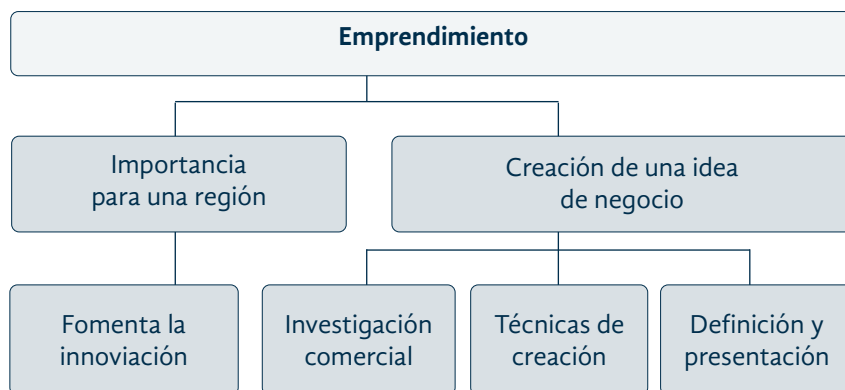 Emprendimiento
Importancia
para una región
Creación de una idea
de negocio
Fomenta la
innoviación
Investigación
comercial
Técnicas de
creación
Definición y
presentación